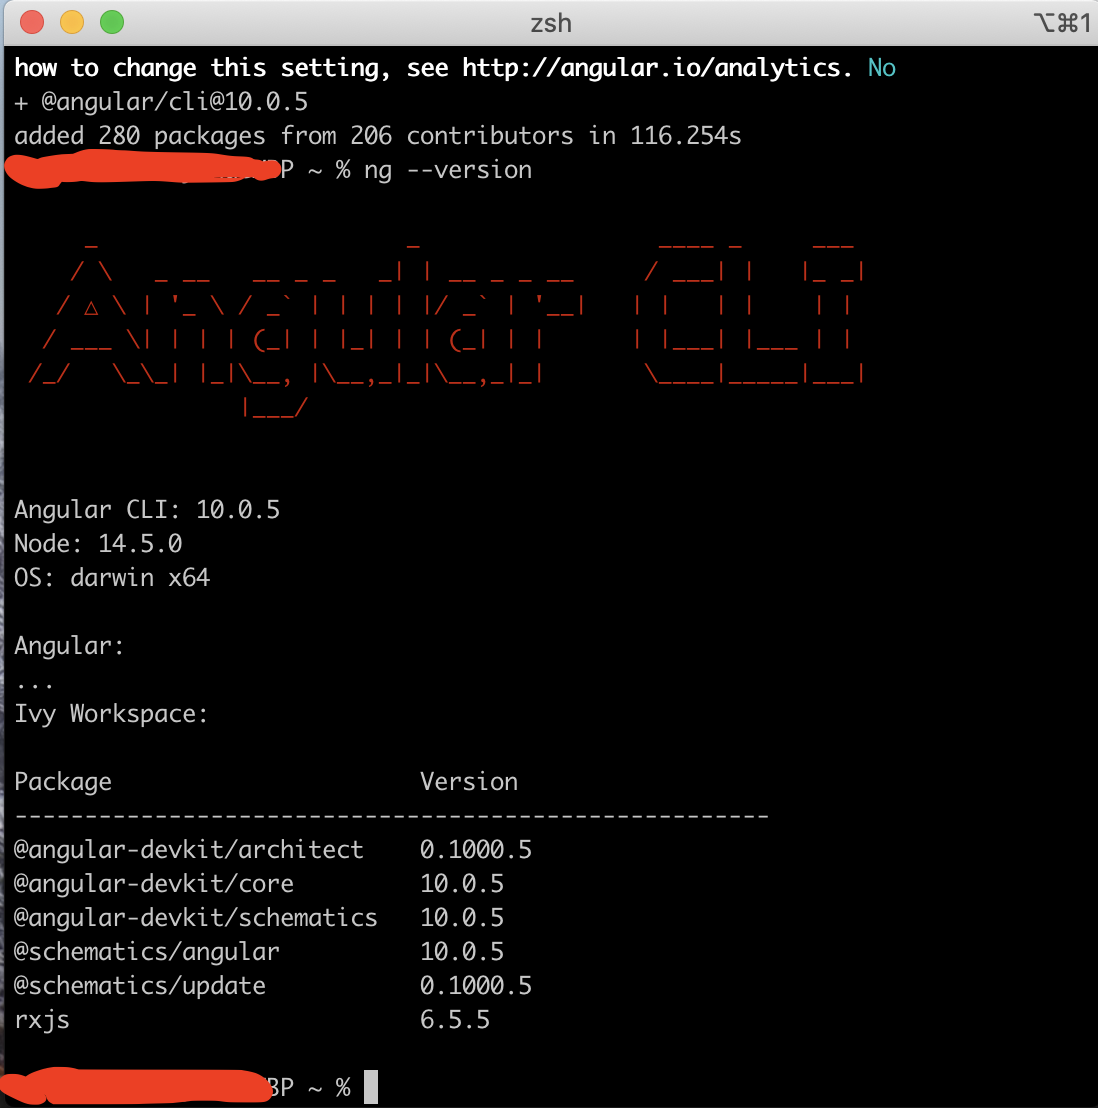 zsh
⌥⌘1
how to change this setting, see http://angular.io/analytics. No
+ @angular/cli@10.0.5
added 280 packages from 206 contributors in 116.254s
BP ~ % ng --version
Angular CLI
Angular CLI: 10.0.5
Node: 14.5.0
OS: darwin x64
Angular:
...
Ivy Workspace:
Package Version
------------------------------------------------------
@angular-devkit/architect 0.1000.5
@angular-devkit/core 10.0.5
@angular-devkit/schematics 10.0.5
@schematics/angular 10.0.5
@schematics/update 0.1000.5
rxjs 6.5.5
BP ~ %